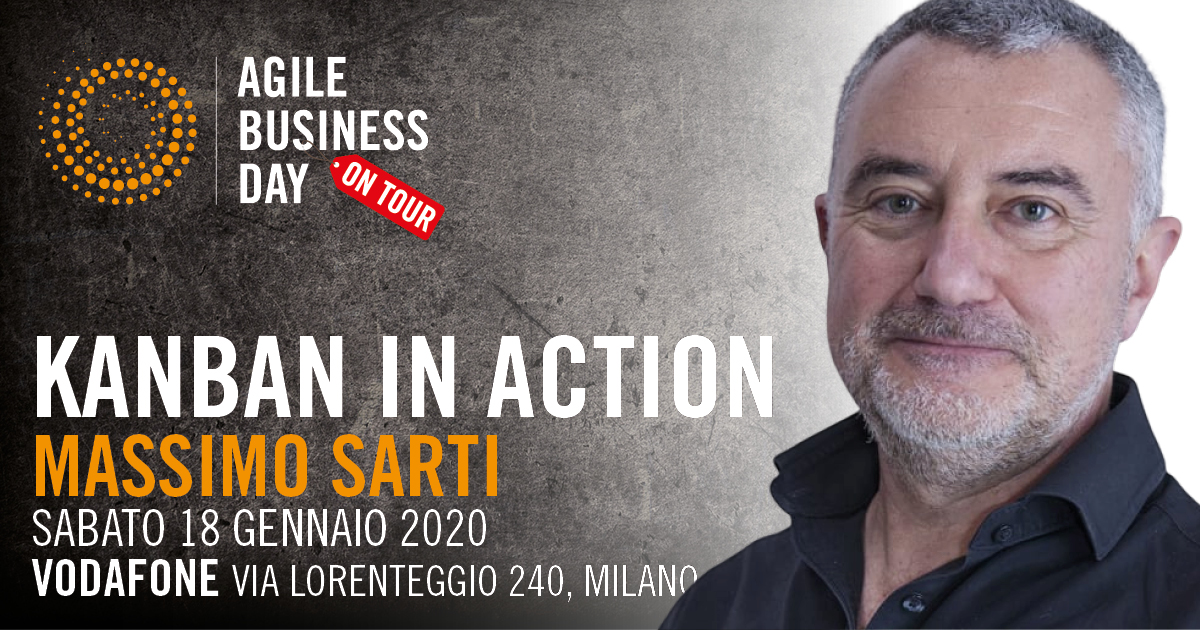 AGILE
BUSINESS
DAY
ON TOUR
KANBAN IN ACTION
MASSIMO SARTI
SABATO 18 GENNAIO 2020
VODAFONE VIA LORENTEGGIO 240, MILANO